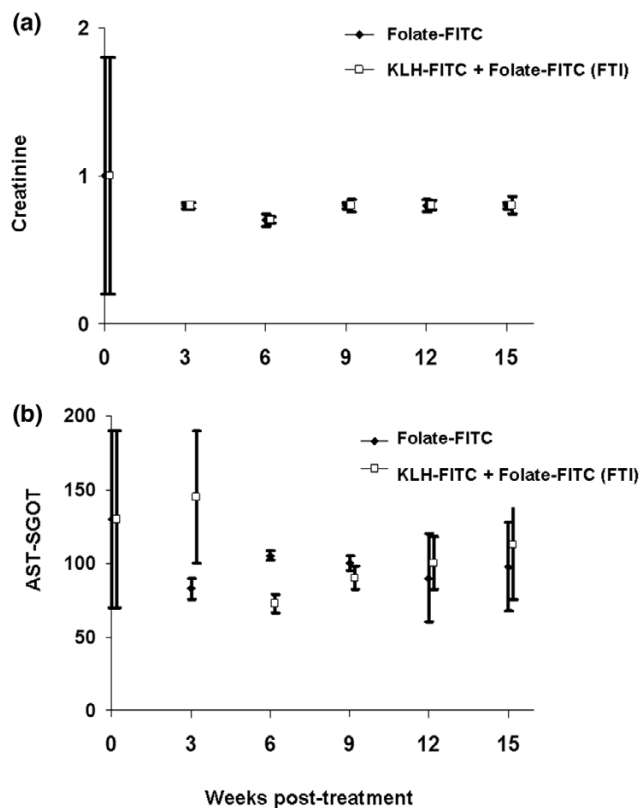 (a)
2
Folate-FITC
KLH-FITC + Folate-FITC (FTI)
Creatinine
1
0
0 3 6 9 12 15
(b)
200
Folate-FITC
KLH-FITC + Folate-FITC (FTI)
150
AST-SGOT
100
50
0
0 3 6 9 12 15
Weeks post-treatment